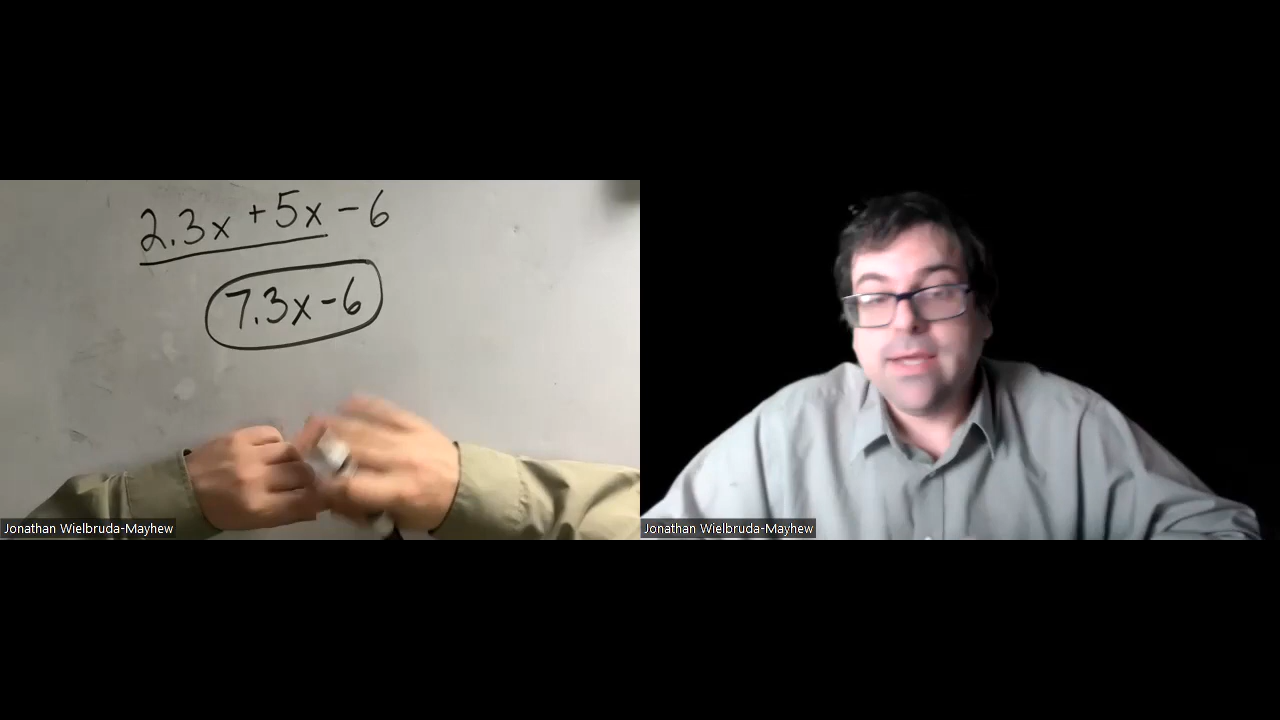 2.3x + 5x - 6
7.3x - 6
Jonathan Wielbruda-Mayhew
Jonathan Wielbruda-Mayhew